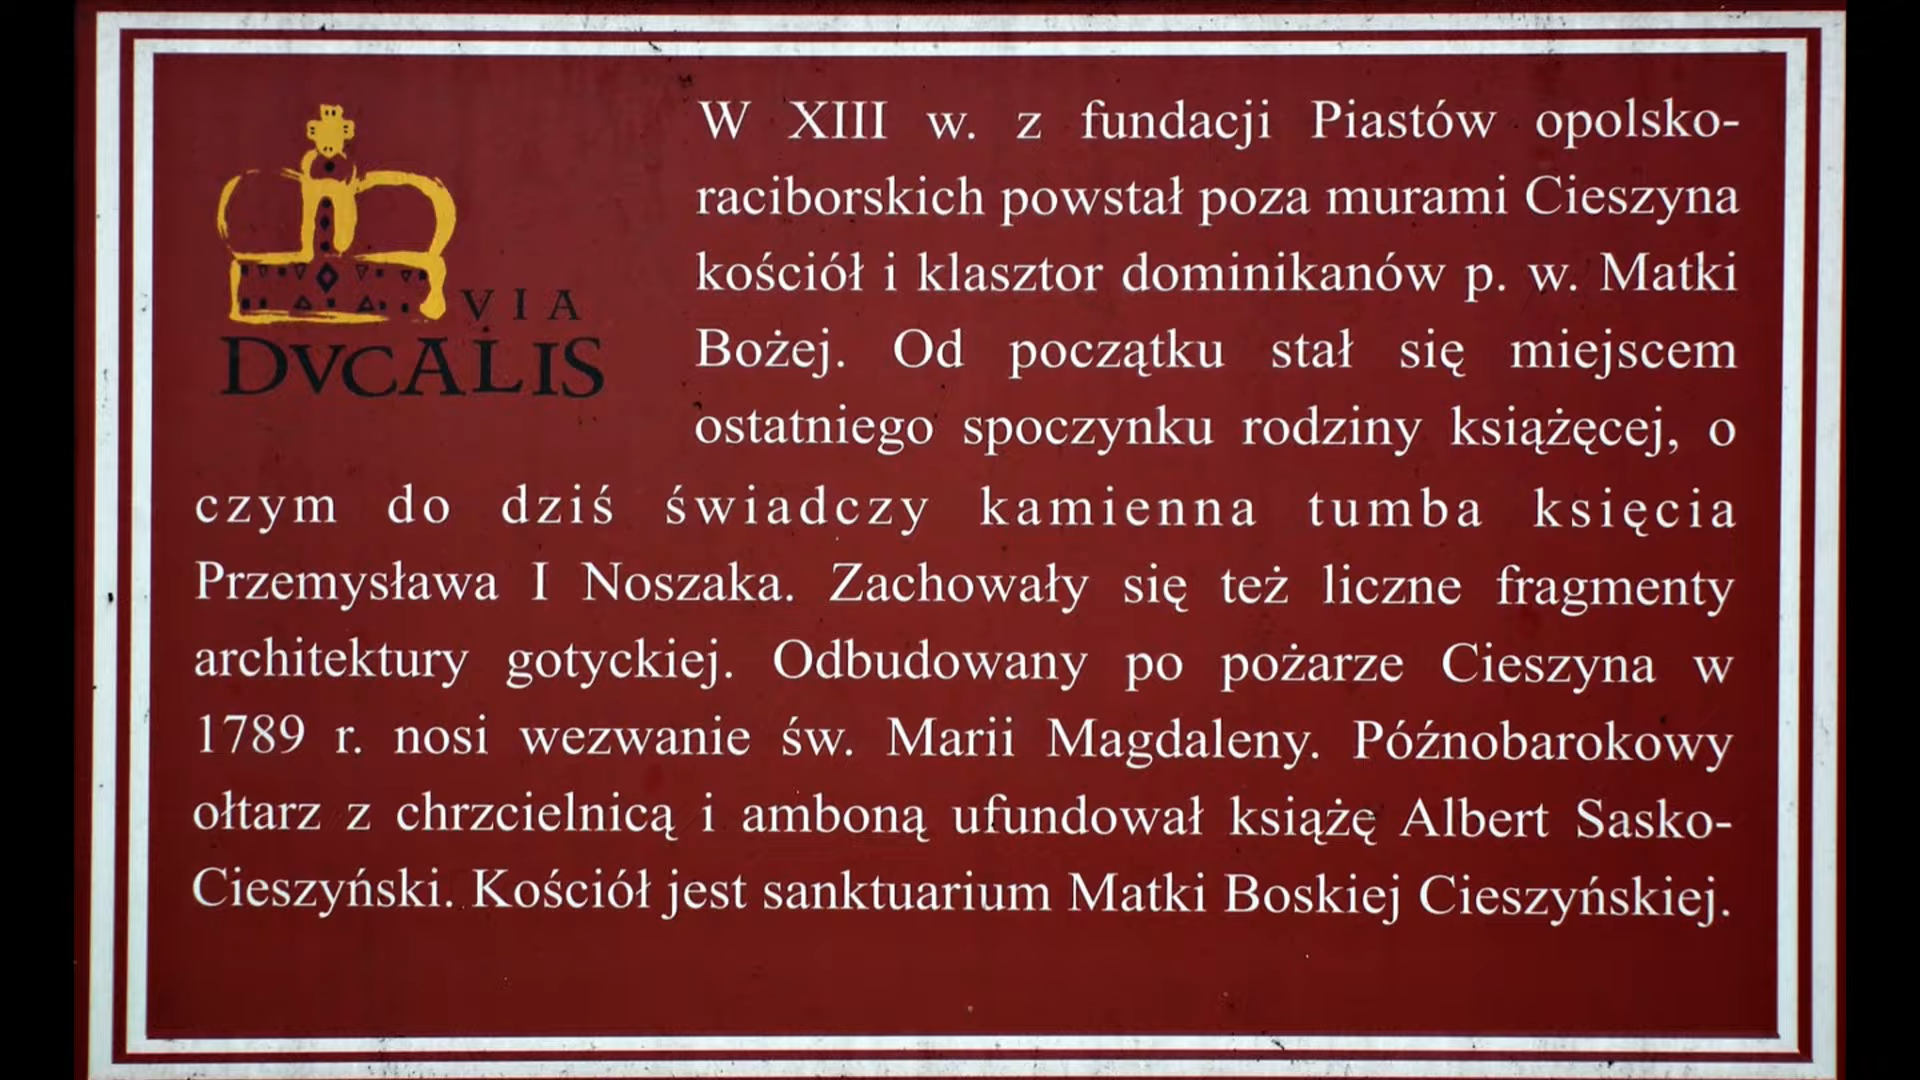 VIA
DVCALIS
W XIII w. z fundacji Piastów opolsko-
raciborskich powstał poza murami Cieszyna
kościół i klasztor dominikanów p. w. Matki
Bożej. Od początku stał się miejscem
ostatniego spoczynku rodziny książęcej, o
czym do dziś świadczy kamienna tumba księcia
Przemysława I Noszaka. Zachowały się też liczne fragmenty
architektury gotyckiej. Odbudowany po pożarze Cieszyna w
1789 r. nosi wezwanie św. Marii Magdaleny. Późnobarokowy
ołtarz z chrzcielnicą i amboną ufundował książę Albert Sasko-
Cieszyński. Kościół jest sanktuarium Matki Boskiej Cieszyńskiej.